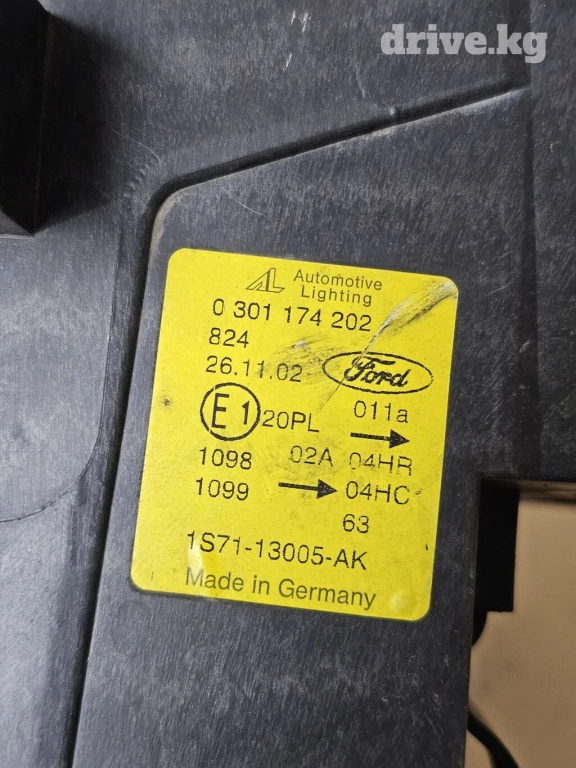 drive.kg
AL Automotive
Lighting
0 301 174 202
824
26.11.02 Ford
E1 20PL 011a
→
1098 02A 04HR
1099 → 04HC
63
1S71-13005-AK
Made in Germany